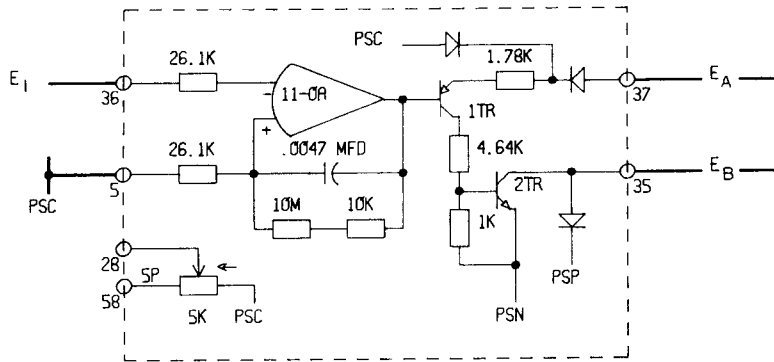 PSC
1.78K
26.1K
E1
36
11-0A
-
+
1TR
37
EA
26.1K
.0047 MFD
4.64K
5
PSC
2TR
35
EB
10M
10K
1K
28
5P
58
5K
PSC
PSN
PSP